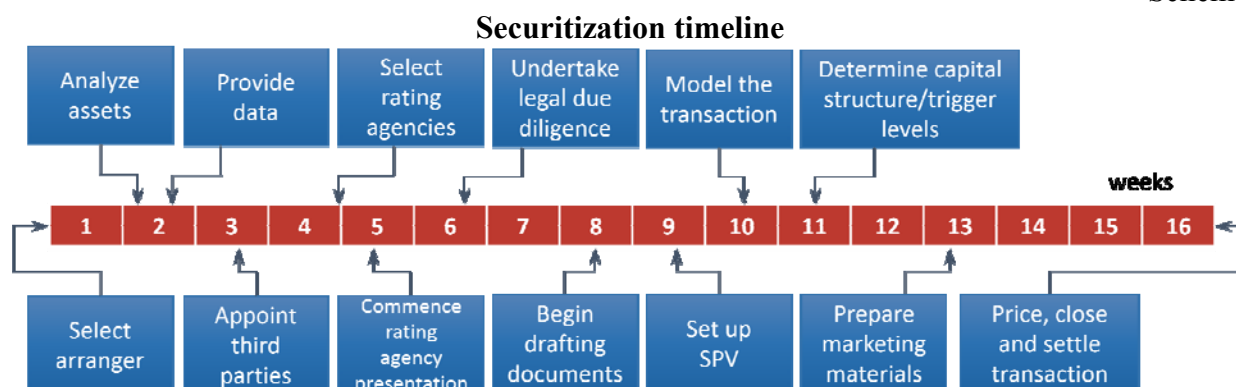 Securitization timeline
Analyze
assets
Provide
data
Select
rating
agencies
Undertake
legal due
diligence
Model the
transaction
Determine capital
structure/trigger
levels
weeks
1 2 3 4 5 6 7 8 9 10 11 12 13 14 15 16
Select
arranger
Appoint
third
parties
Commence
rating
agency
presentation
Begin
drafting
documents
Set up
SPV
Prepare
marketing
materials
Price, close
and settle
transaction